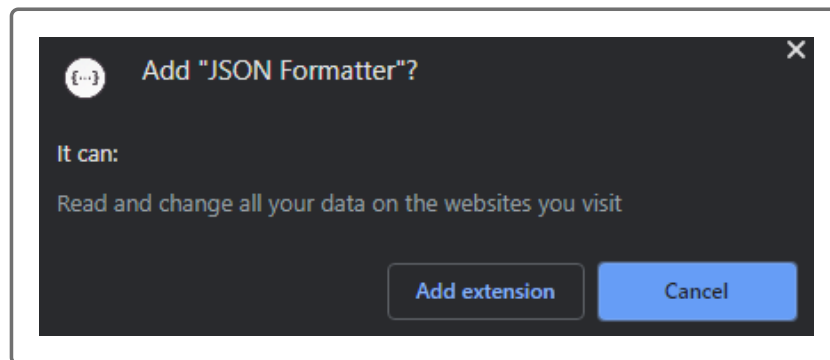 {...}
Add "JSON Formatter"?
It can:
Read and change all your data on the websites you visit
Add extension
Cancel